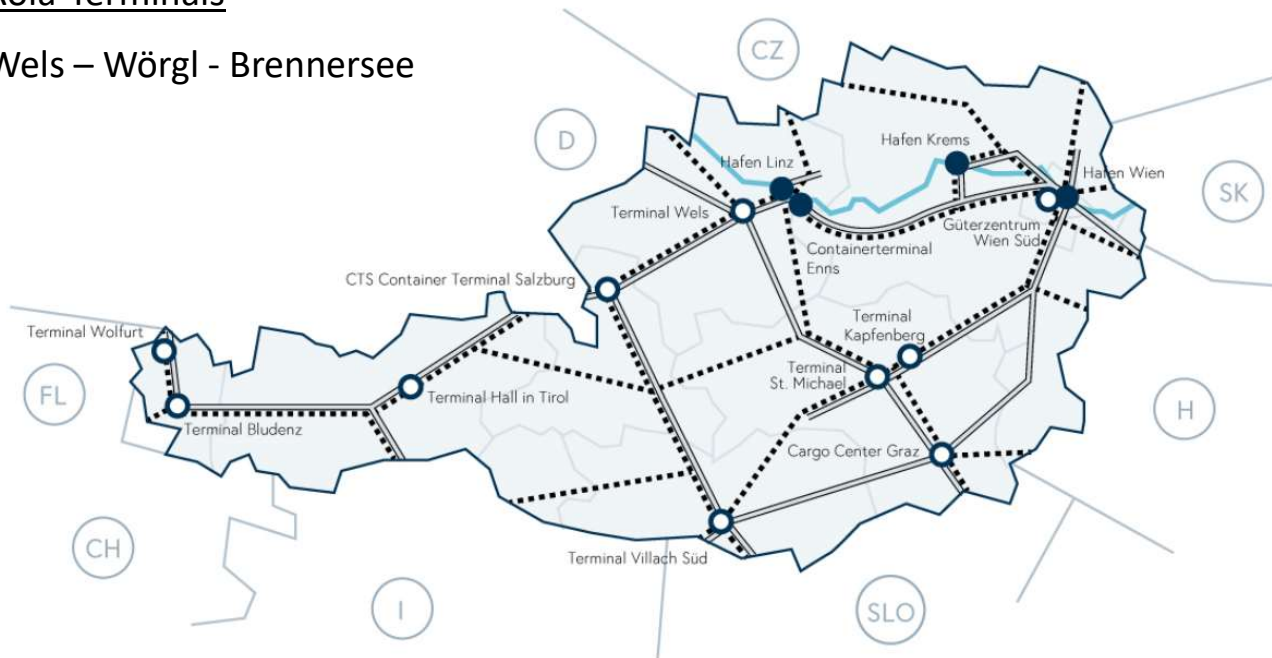 Rola-Terminals
Wels – Wörgl - Brennersee
CZ
D
Hafen Krems
Hafen Linz
Hafen Wien
SK
Terminal Wels
Güterzentrum
Wien Süd
Containerterminal
Enns
CTS Container Terminal Salzburg
Terminal
Kapfenberg
Terminal Wolfurt
Terminal
St. Michael
FL
Terminal Hall in Tirol
H
Terminal Bludenz
Cargo Center Graz
CH
Terminal Villach Süd
I
SLO